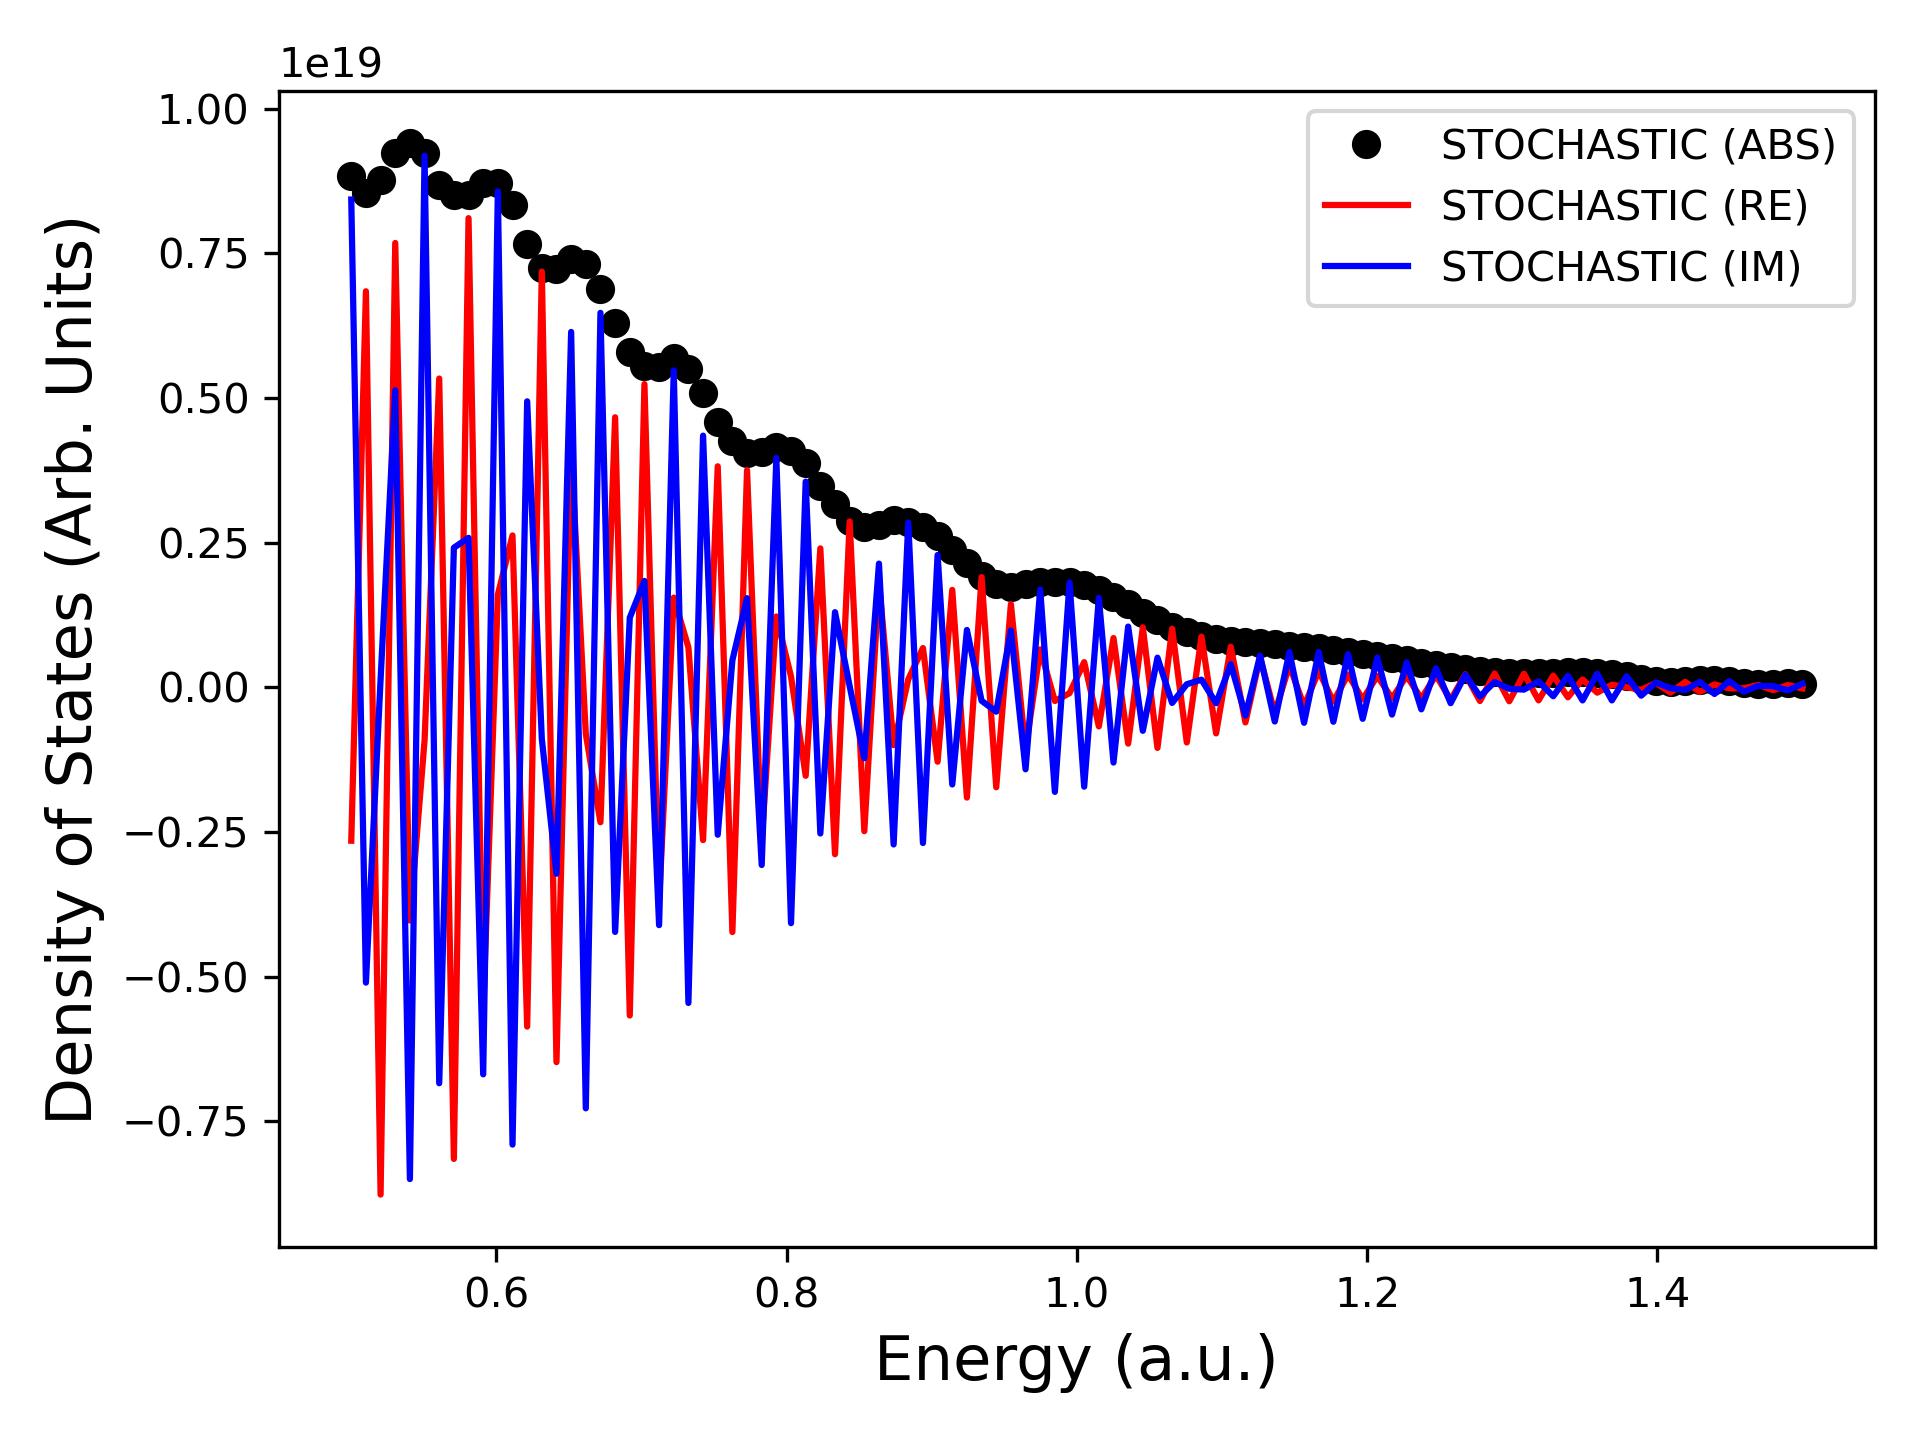 1e19
1.00
0.75
0.50
0.25
0.00
−0.25
−0.50
−0.75
Density of States (Arb. Units)
STOCHASTIC (ABS)
STOCHASTIC (RE)
STOCHASTIC (IM)
0.6 0.8 1.0 1.2 1.4
Energy (a.u.)